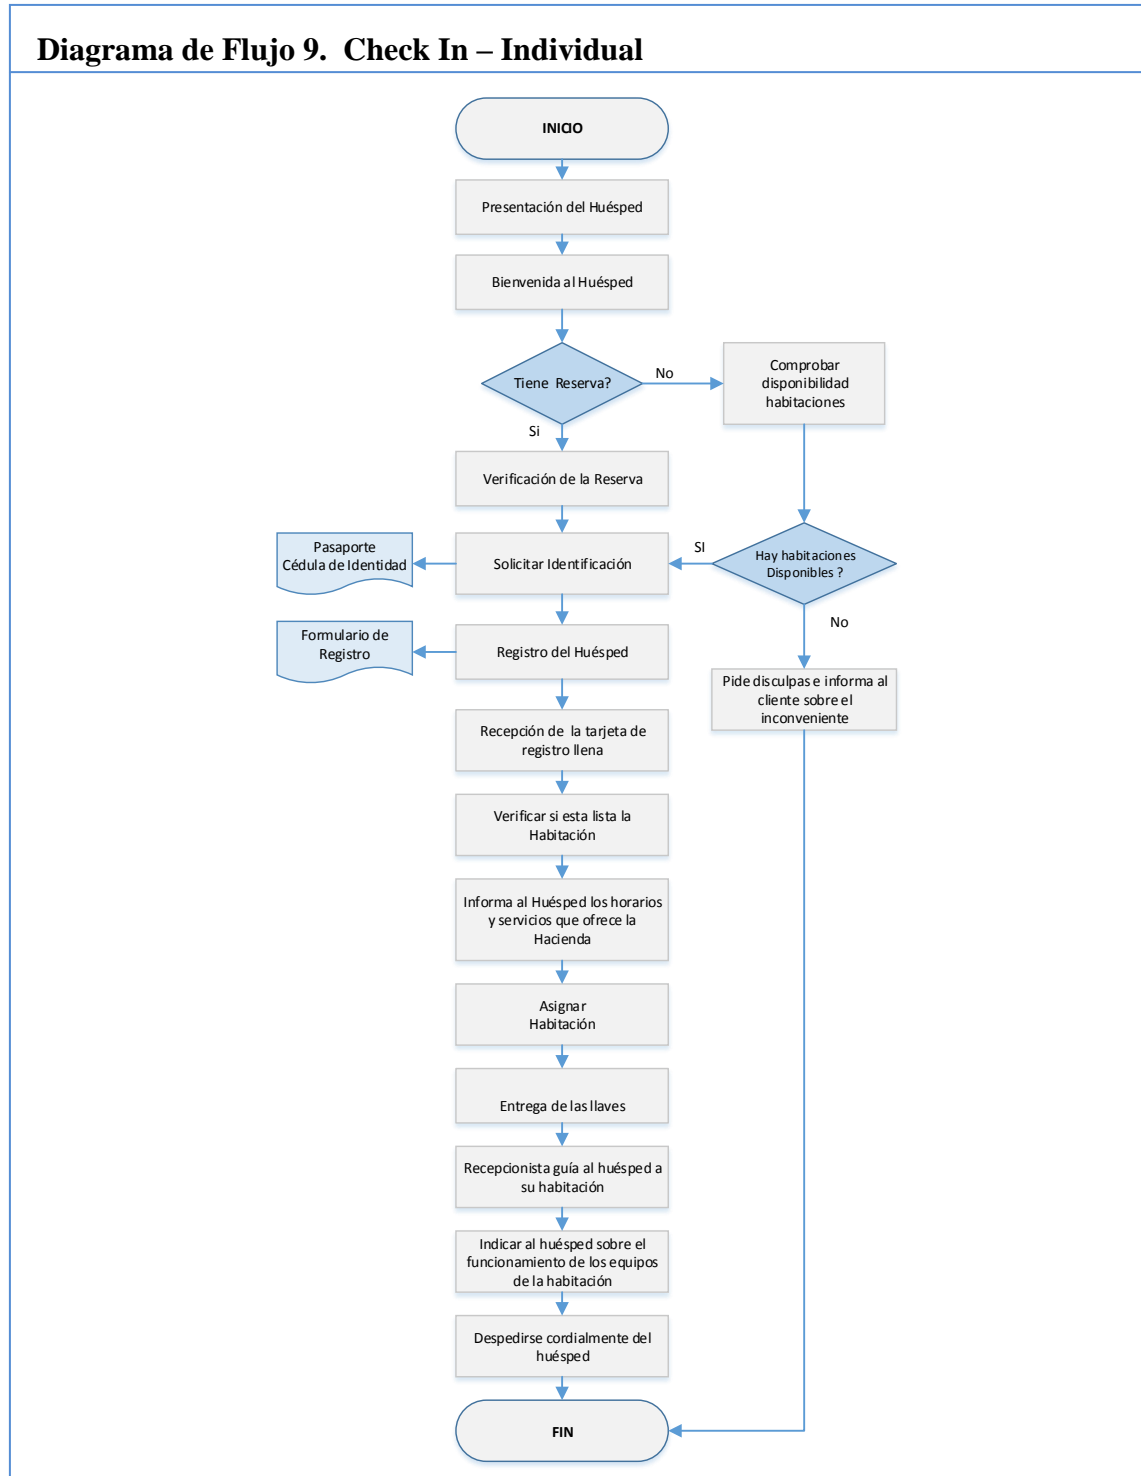 Diagrama de Flujo 9. Check In – Individual
INICIO
Presentación del Huésped
Bienvenida al Huésped
Tiene Reserva?
No
Comprobar
disponibilidad
habitaciones
Si
Verificación de la Reserva
Pasaporte
Cédula de Identidad
Solicitar Identificación
SI
Hay habitaciones
Disponibles ?
No
Formulario de
Registro
Registro del Huésped
Pide disculpas e informa al
cliente sobre el
inconveniente
Recepción de la tarjeta de
registro llena
Verificar si esta lista la
Habitación
Informa al Huésped los horarios
y servicios que ofrece la
Hacienda
Asignar
Habitación
Entrega de las llaves
Recepcionista guía al huésped a
su habitación
Indicar al huésped sobre el
funcionamiento de los equipos
de la habitación
Despedirse cordialmente del
huésped
FIN